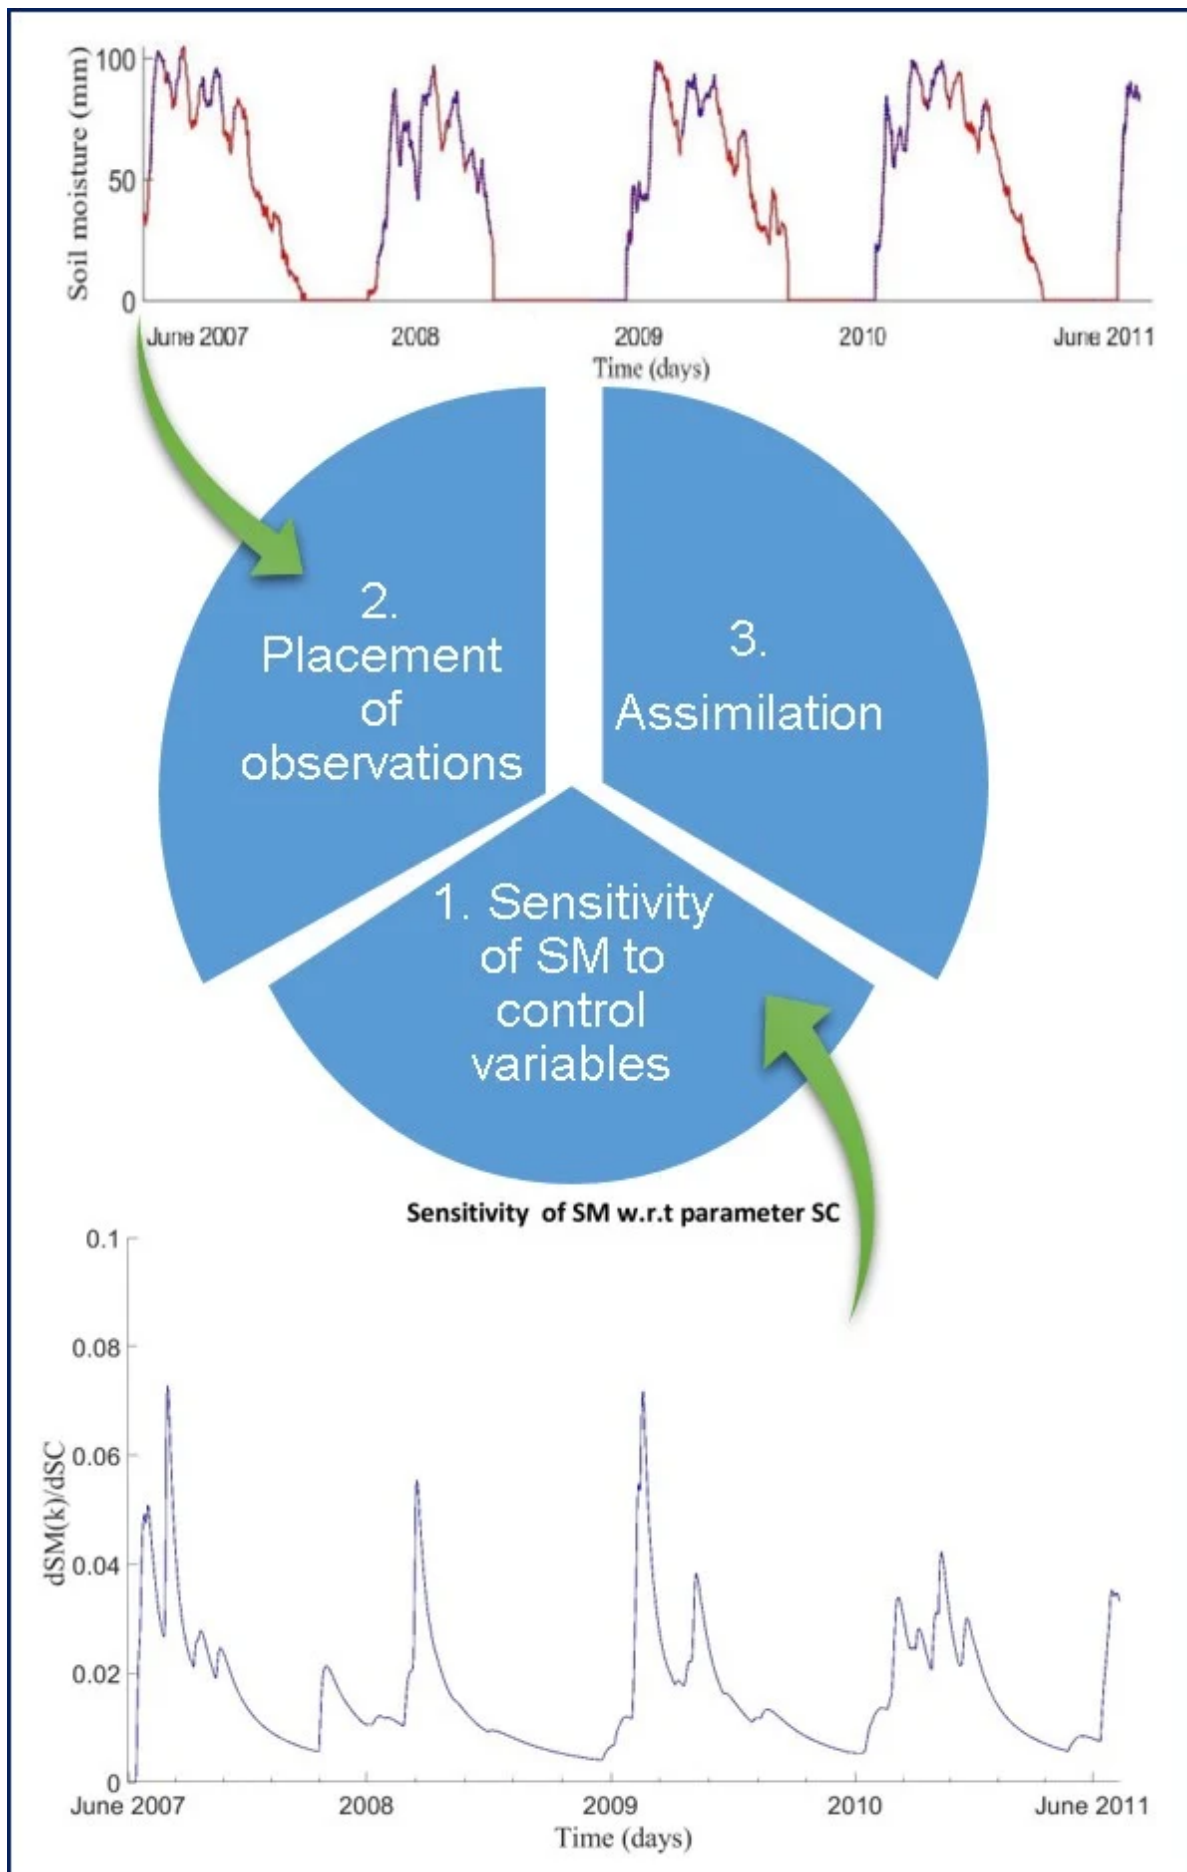 Soil moisture (mm)
100
50
0
June 2007
2008
2009
2010
June 2011
Time (days)
2.
Placement
of
observations
3.
Assimilation
1. Sensitivity
of SM to
control
variables
Sensitivity of SM w.r.t parameter SC
dSM(k)/dSC
0.1
0.08
0.06
0.04
0.02
0
June 2007
2008
2009
2010
June 2011
Time (days)